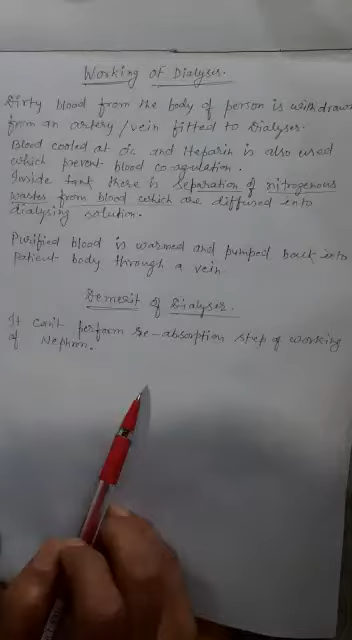 Working of Dialyser.
Dirty blood from the body of person is withdrawn
from an artery/vein fitted to Dialyser.
Blood cooled at 0°c and Heparin is also used
which prevent blood coagulation.
Inside tank there is separation of nitrogenous
wastes from blood which are diffused into
dialysing solution.
Purified blood is warmed and pumped back into
patient body through a vein
Demerit of Dialyser.
It can't perform re-absorption step of working
of Nephron.